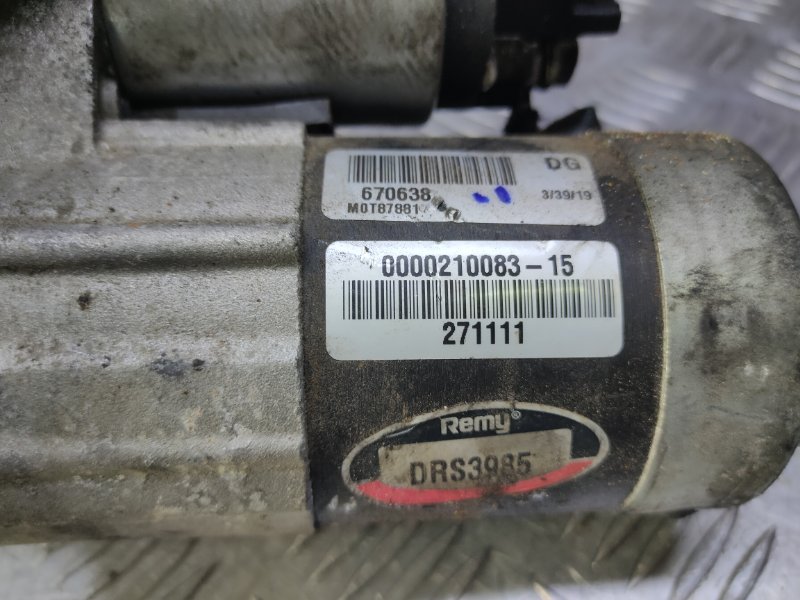 DG
670638
3/39/19
M0T87881
0000210083-15
271111
Remy®
DRS3985